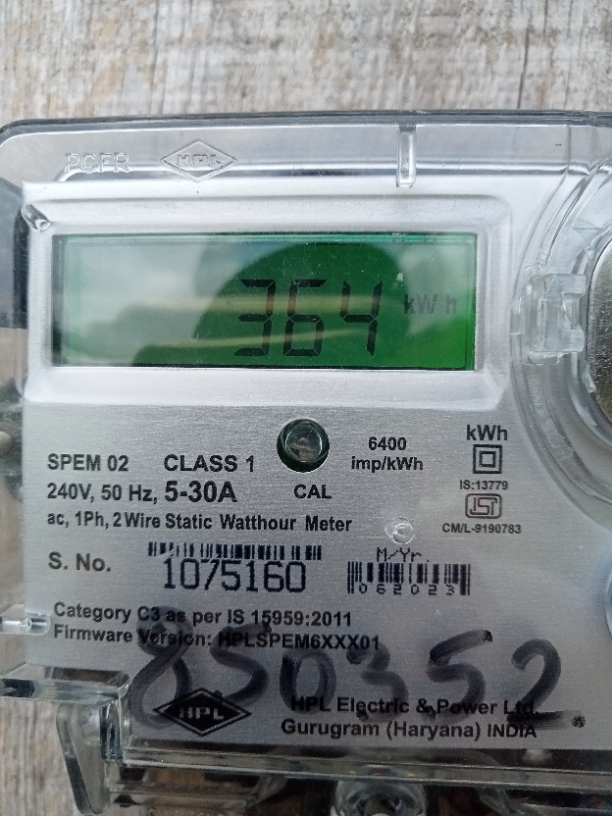 PCFR HPL
364 kWh
6400
imp/kWh
kWh
SPEM 02 CLASS 1
240V, 50 Hz, 5-30A
CAL
IS:13779
ISI
CM/L-9190783
ac, 1Ph, 2 Wire Static Watthour Meter
M/Yr.
S. No. 1075160
062023
Category C3 as per IS 15959:2011
Firmware Version: HPLSPEM6XXX01
850352
HPL
HPL Electric & Power Ltd.
Gurugram (Haryana) INDIA